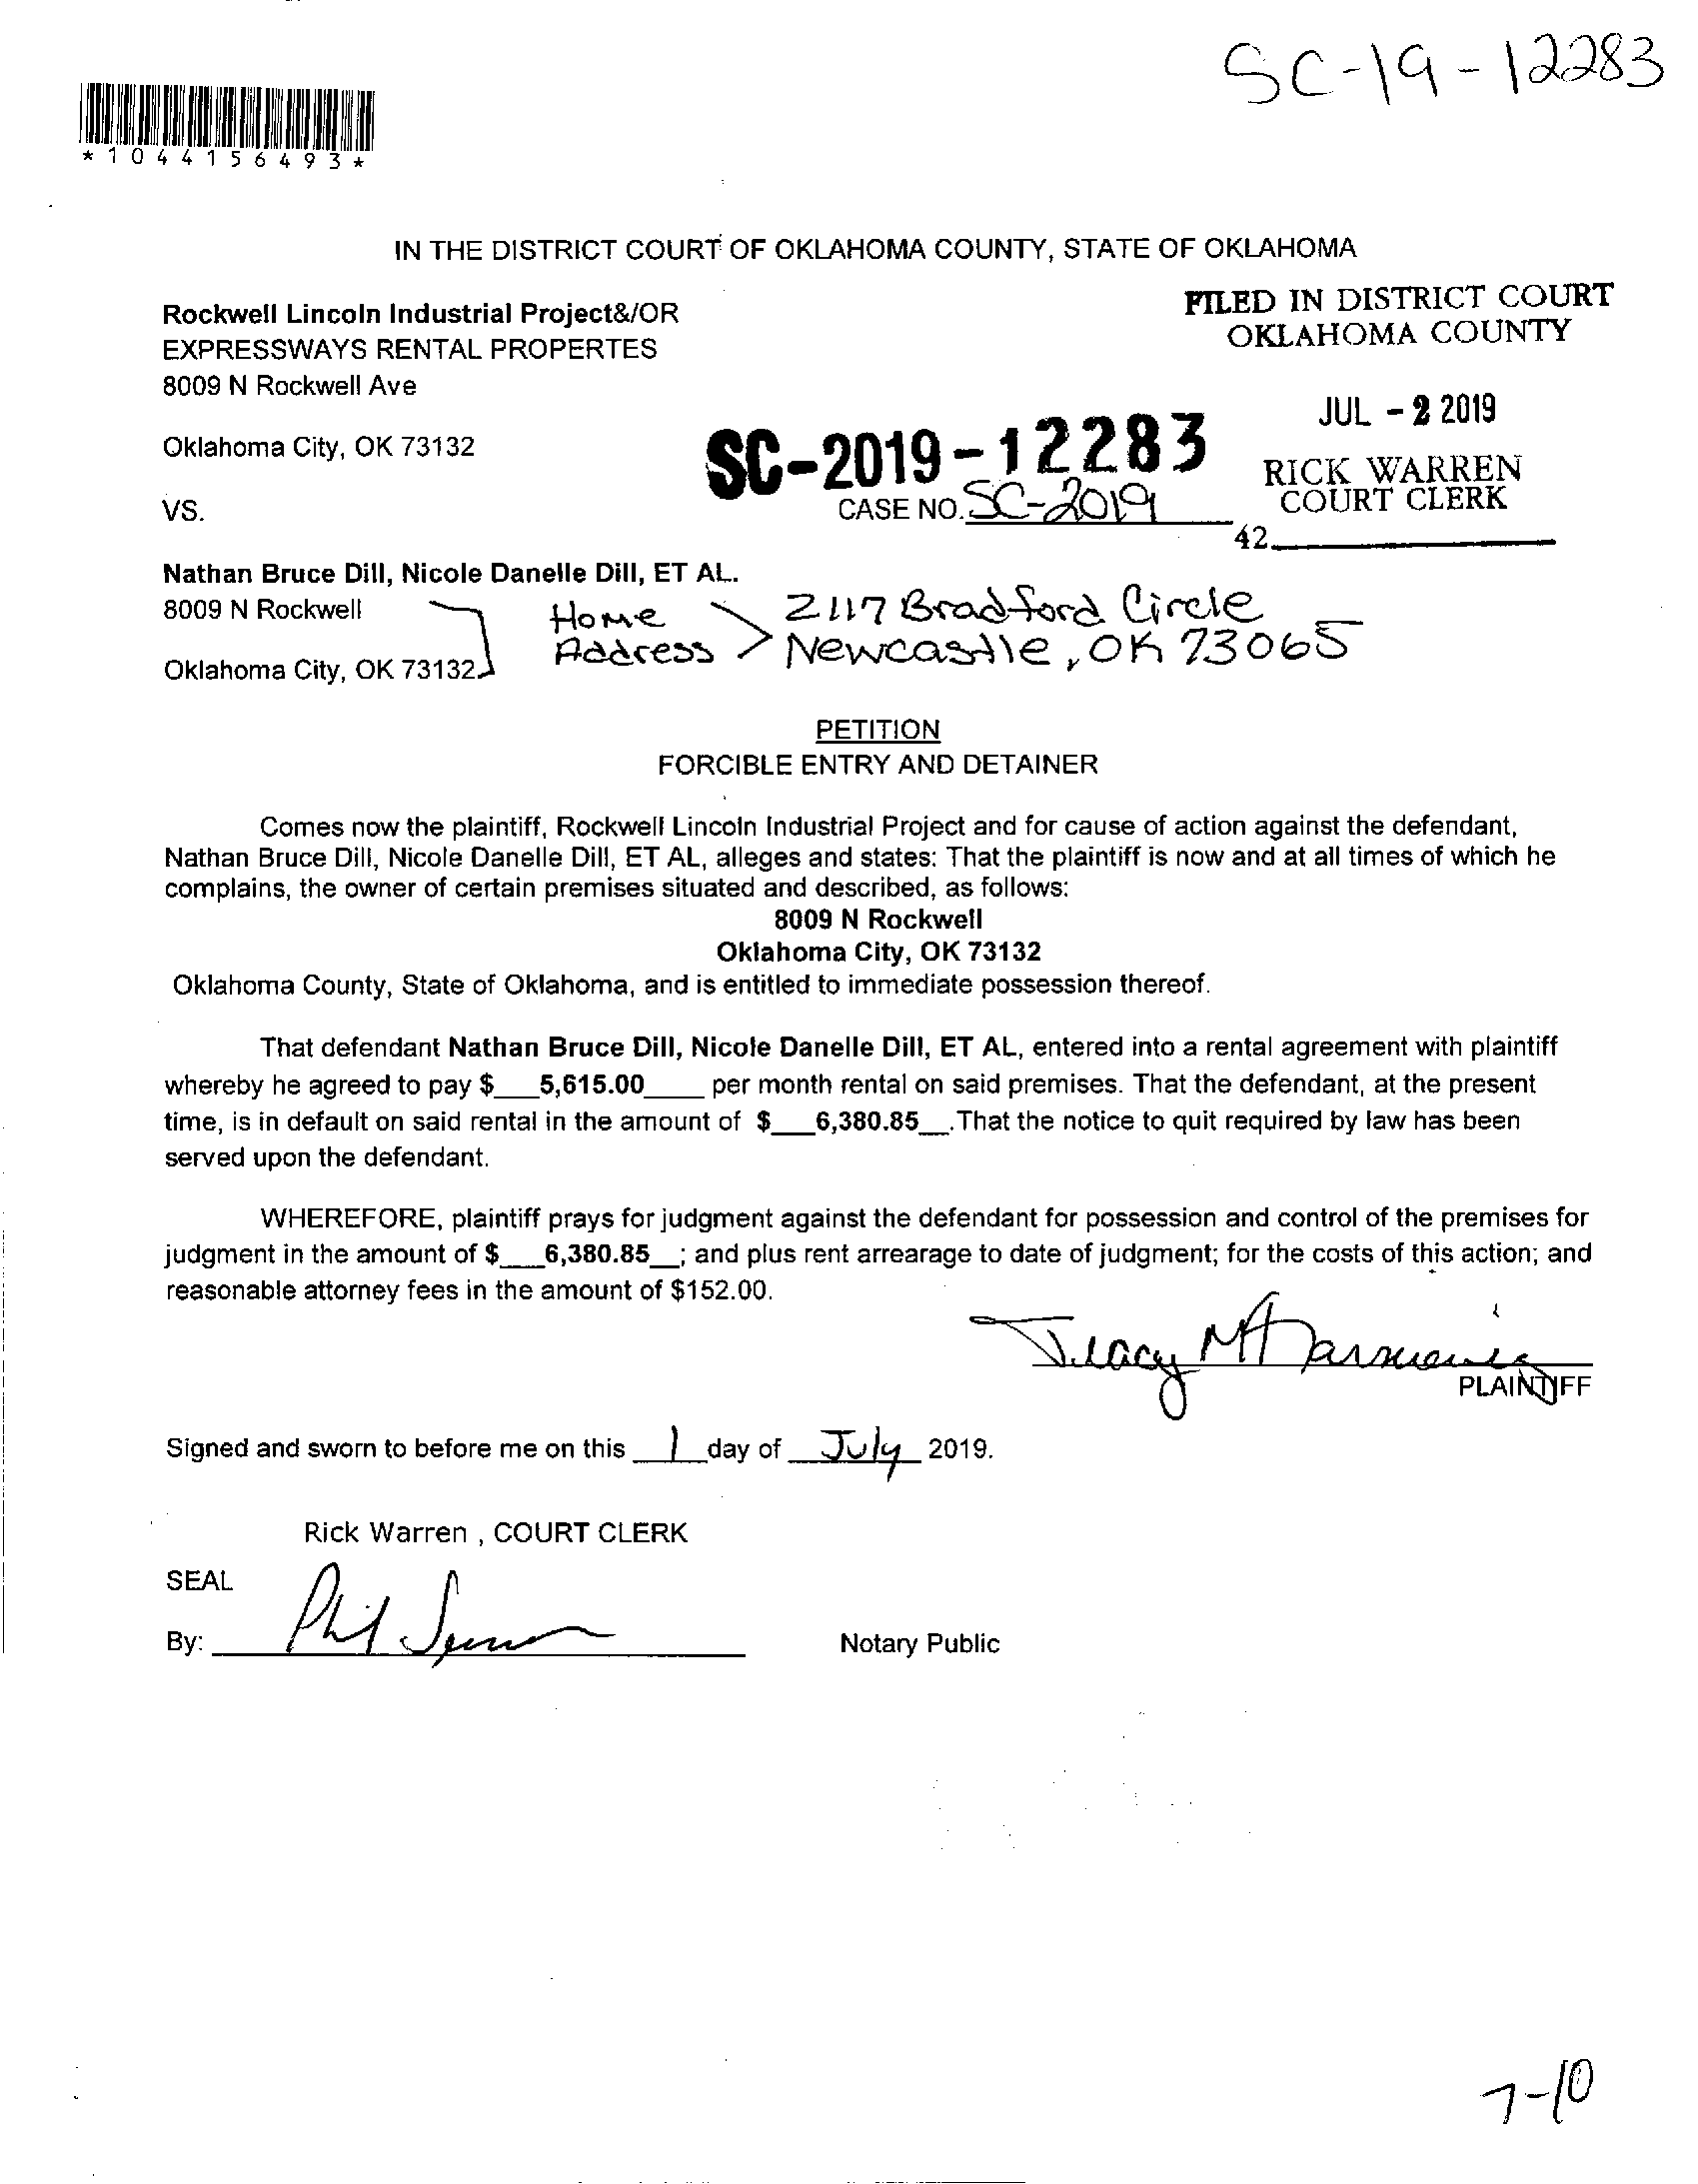 SC-19-12283
*1044156493*
IN THE DISTRICT COURT OF OKLAHOMA COUNTY, STATE OF OKLAHOMA
Rockwell Lincoln Industrial Project&/OR
EXPRESSWAYS RENTAL PROPERTES
8009 N Rockwell Ave
Oklahoma City, OK 73132
VS.
FILED IN DISTRICT COURT
OKLAHOMA COUNTY
JUL - 2 2019
RICK WARREN
COURT CLERK
42
SC-2019-12283
CASE NO. SC-2019
Nathan Bruce Dill, Nicole Danelle Dill, ET AL.
8009 N Rockwell
Oklahoma City, OK 73132
Home
Address
2117 Bradford Circle
Newcastle, OK 73065
PETITION
FORCIBLE ENTRY AND DETAINER
Comes now the plaintiff, Rockwell Lincoln Industrial Project and for cause of action against the defendant,
Nathan Bruce Dill, Nicole Danelle Dill, ET AL, alleges and states: That the plaintiff is now and at all times of which he
complains, the owner of certain premises situated and described, as follows:
8009 N Rockwell
Oklahoma City, OK 73132
Oklahoma County, State of Oklahoma, and is entitled to immediate possession thereof.
That defendant Nathan Bruce Dill, Nicole Danelle Dill, ET AL, entered into a rental agreement with plaintiff
whereby he agreed to pay $___5,615.00____ per month rental on said premises. That the defendant, at the present
time, is in default on said rental in the amount of $___6,380.85__.That the notice to quit required by law has been
served upon the defendant.
WHEREFORE, plaintiff prays for judgment against the defendant for possession and control of the premises for
judgment in the amount of $___6,380.85__; and plus rent arrearage to date of judgment; for the costs of this action; and
reasonable attorney fees in the amount of $152.00.
Tracy M
PLAINTIFF
Signed and sworn to before me on this 1 day of July 2019.
Rick Warren , COURT CLERK
SEAL
By: Phil
Notary Public
7-10